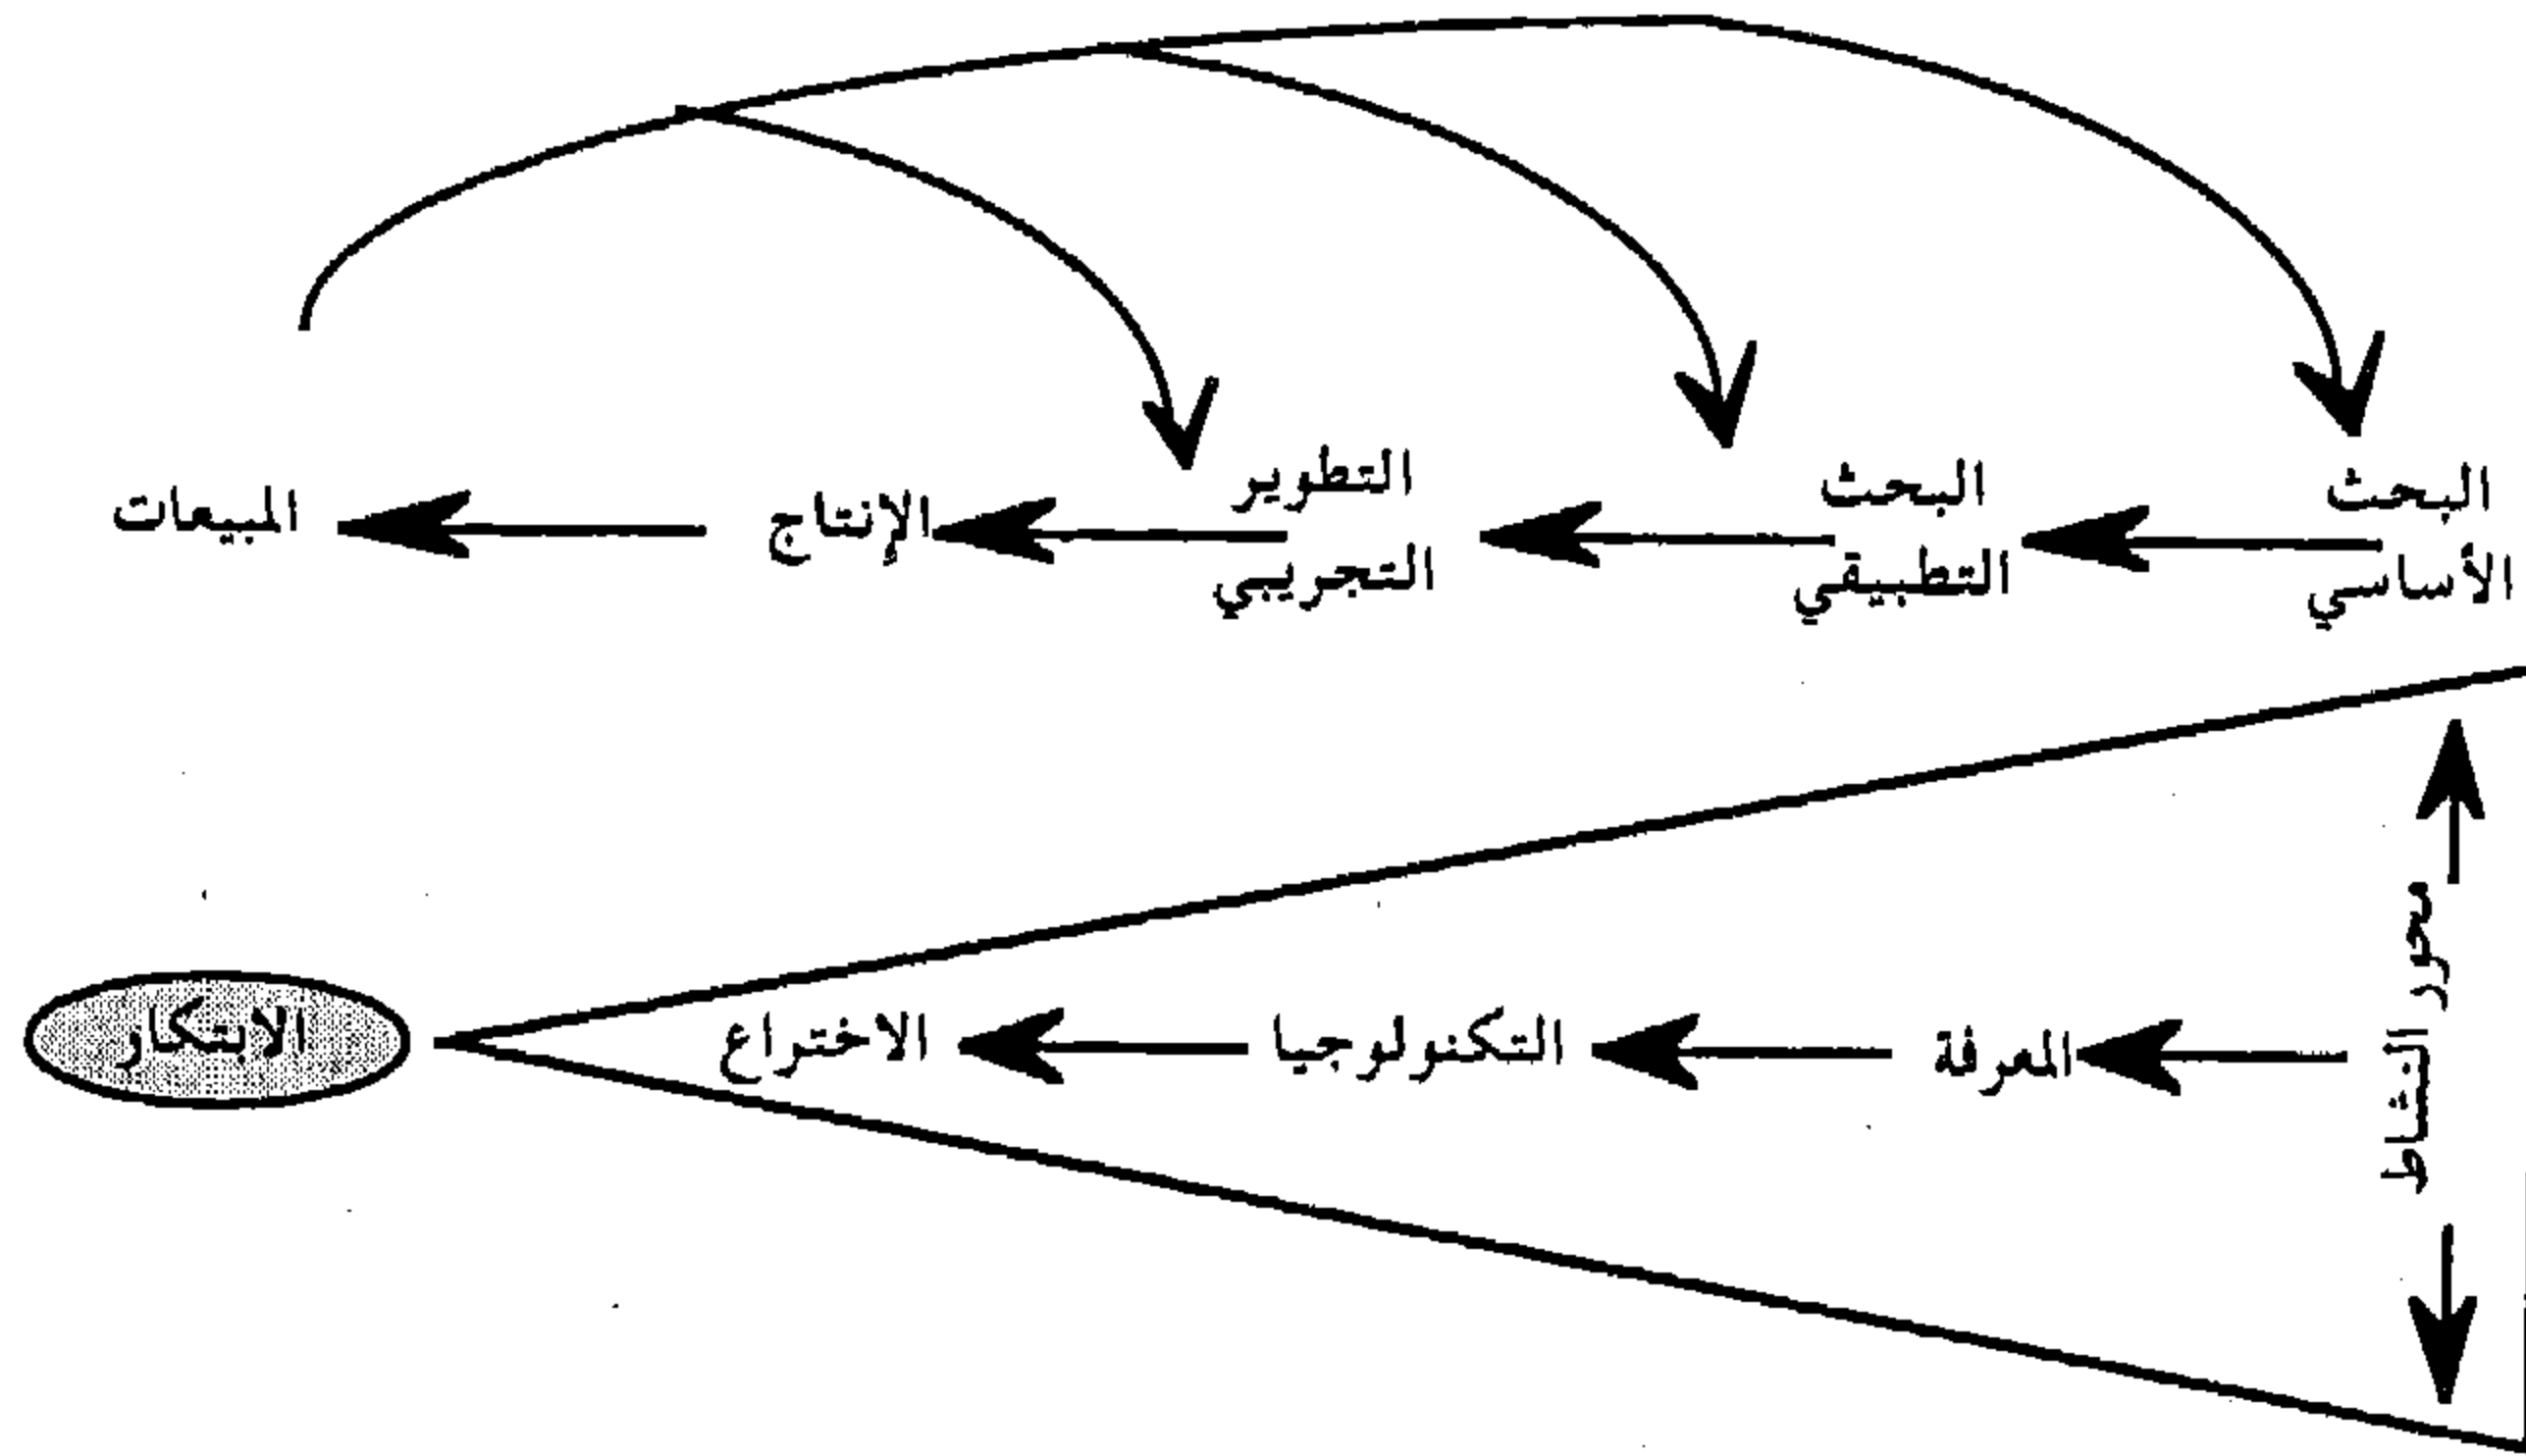 البحث
الأساسي
البحث
التطبيقي
التطوير
التجريبي
الإنتاج
المبيعات
محور النشاط
المعرفة
التكنولوجيا
الاختراع
الابتكار